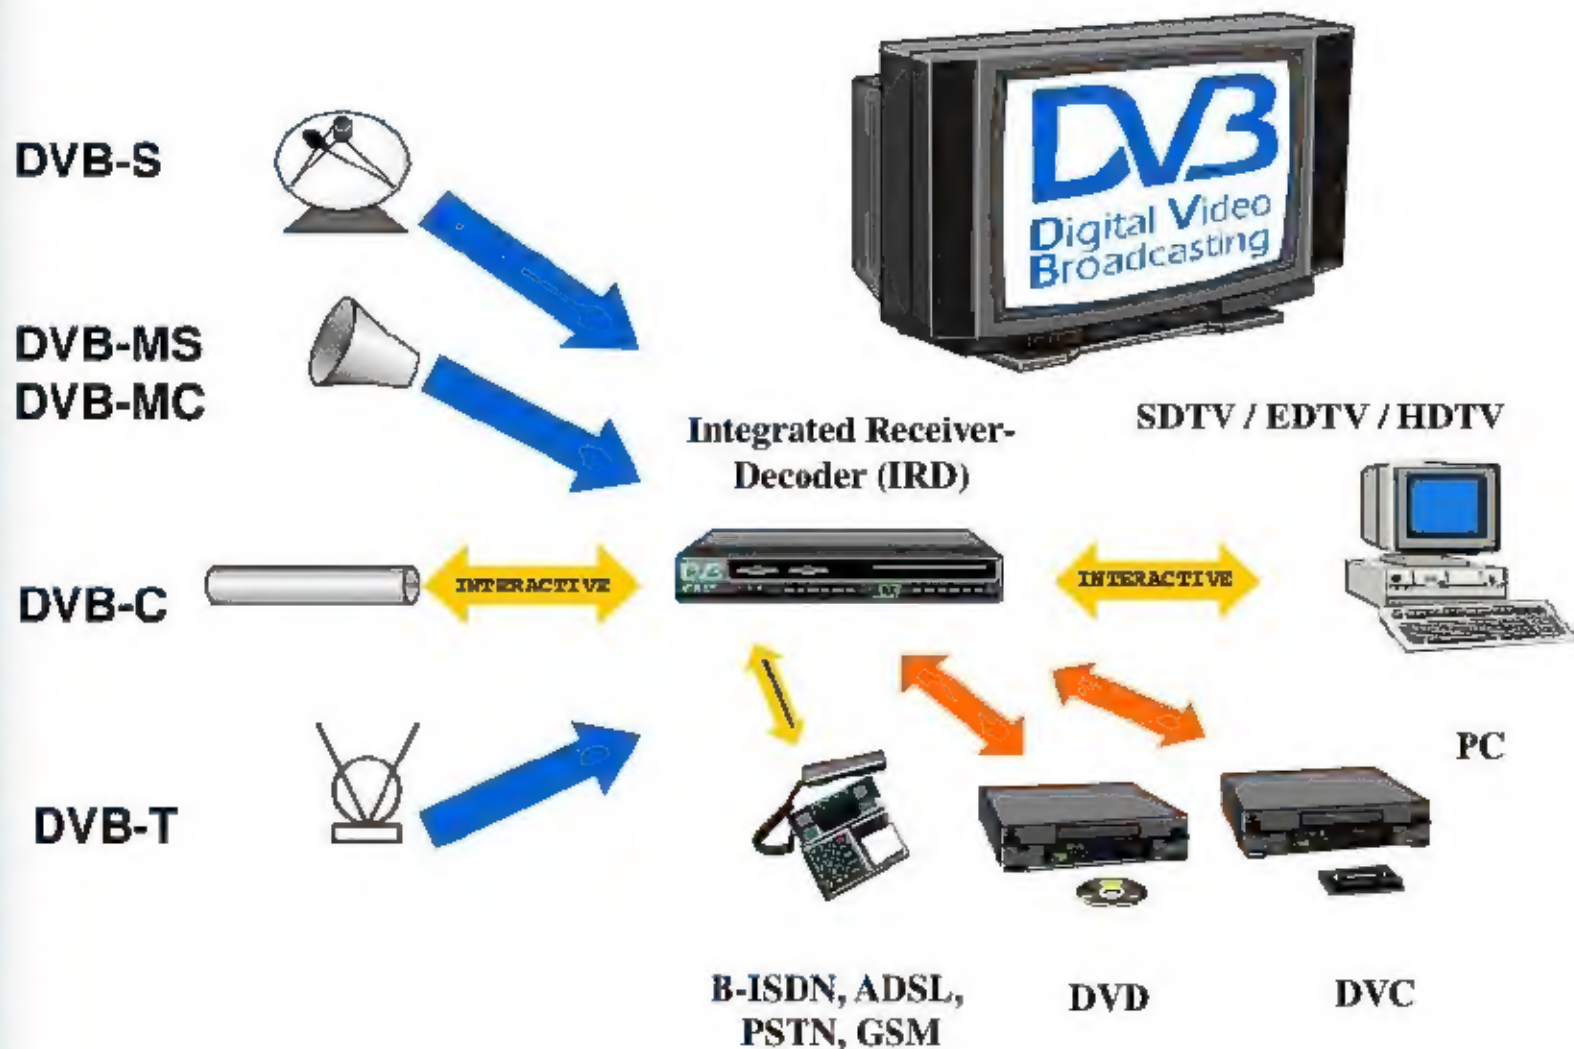 DVB
Digital Video
Broadcasting
DVB-S
DVB-MS
DVB-MC
SDTV / EDTV / HDTV
Integrated Receiver-
Decoder (IRD)
DVB-C
INTERACTIVE
DVB
INTERACTIVE
PC
DVB-T
B-ISDN, ADSL,
PSTN, GSM
DVD
DVC